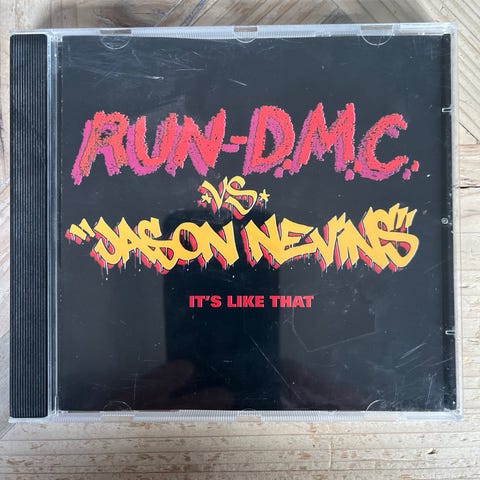 RUN-D.M.C.
VS
"JASON NEVINS"
IT'S LIKE THAT